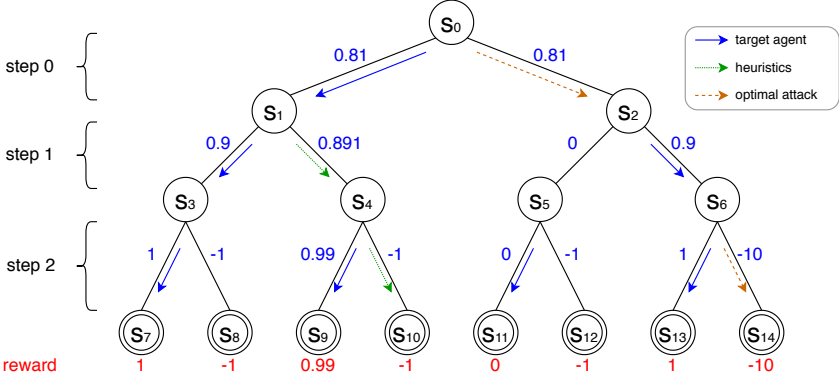 S0
0.81 0.81
target agent
heuristics
optimal attack
step 0
S1 S2
0.9 0.891 0 0.9
step 1
S3 S4 S5 S6
1 -1 0.99 -1 0 -1 1 -10
step 2
S7 S8 S9 S10 S11 S12 S13 S14
reward 1 -1 0.99 -1 0 -1 1 -10